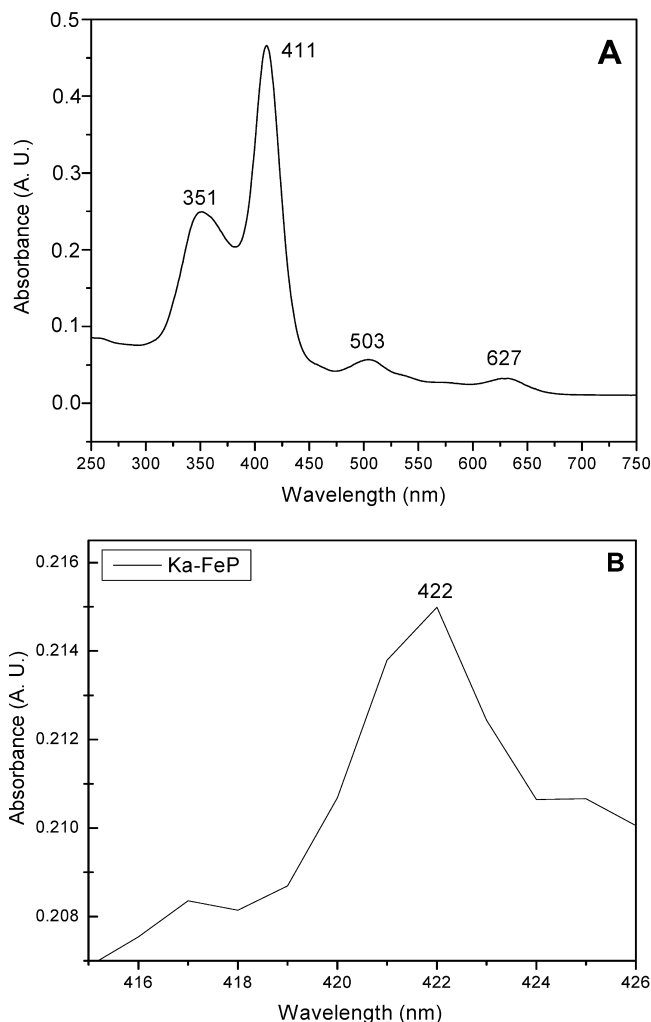 0.5
A
411
0.4
0.3
351
0.2
0.1
503
627
0.0
Absorbance (A. U.)
250 300 350 400 450 500 550 600 650 700 750
Wavelength (nm)
0.216
Ka-FeP
B
422
0.214
0.212
0.210
0.208
Absorbance (A. U.)
416 418 420 422 424 426
Wavelength (nm)